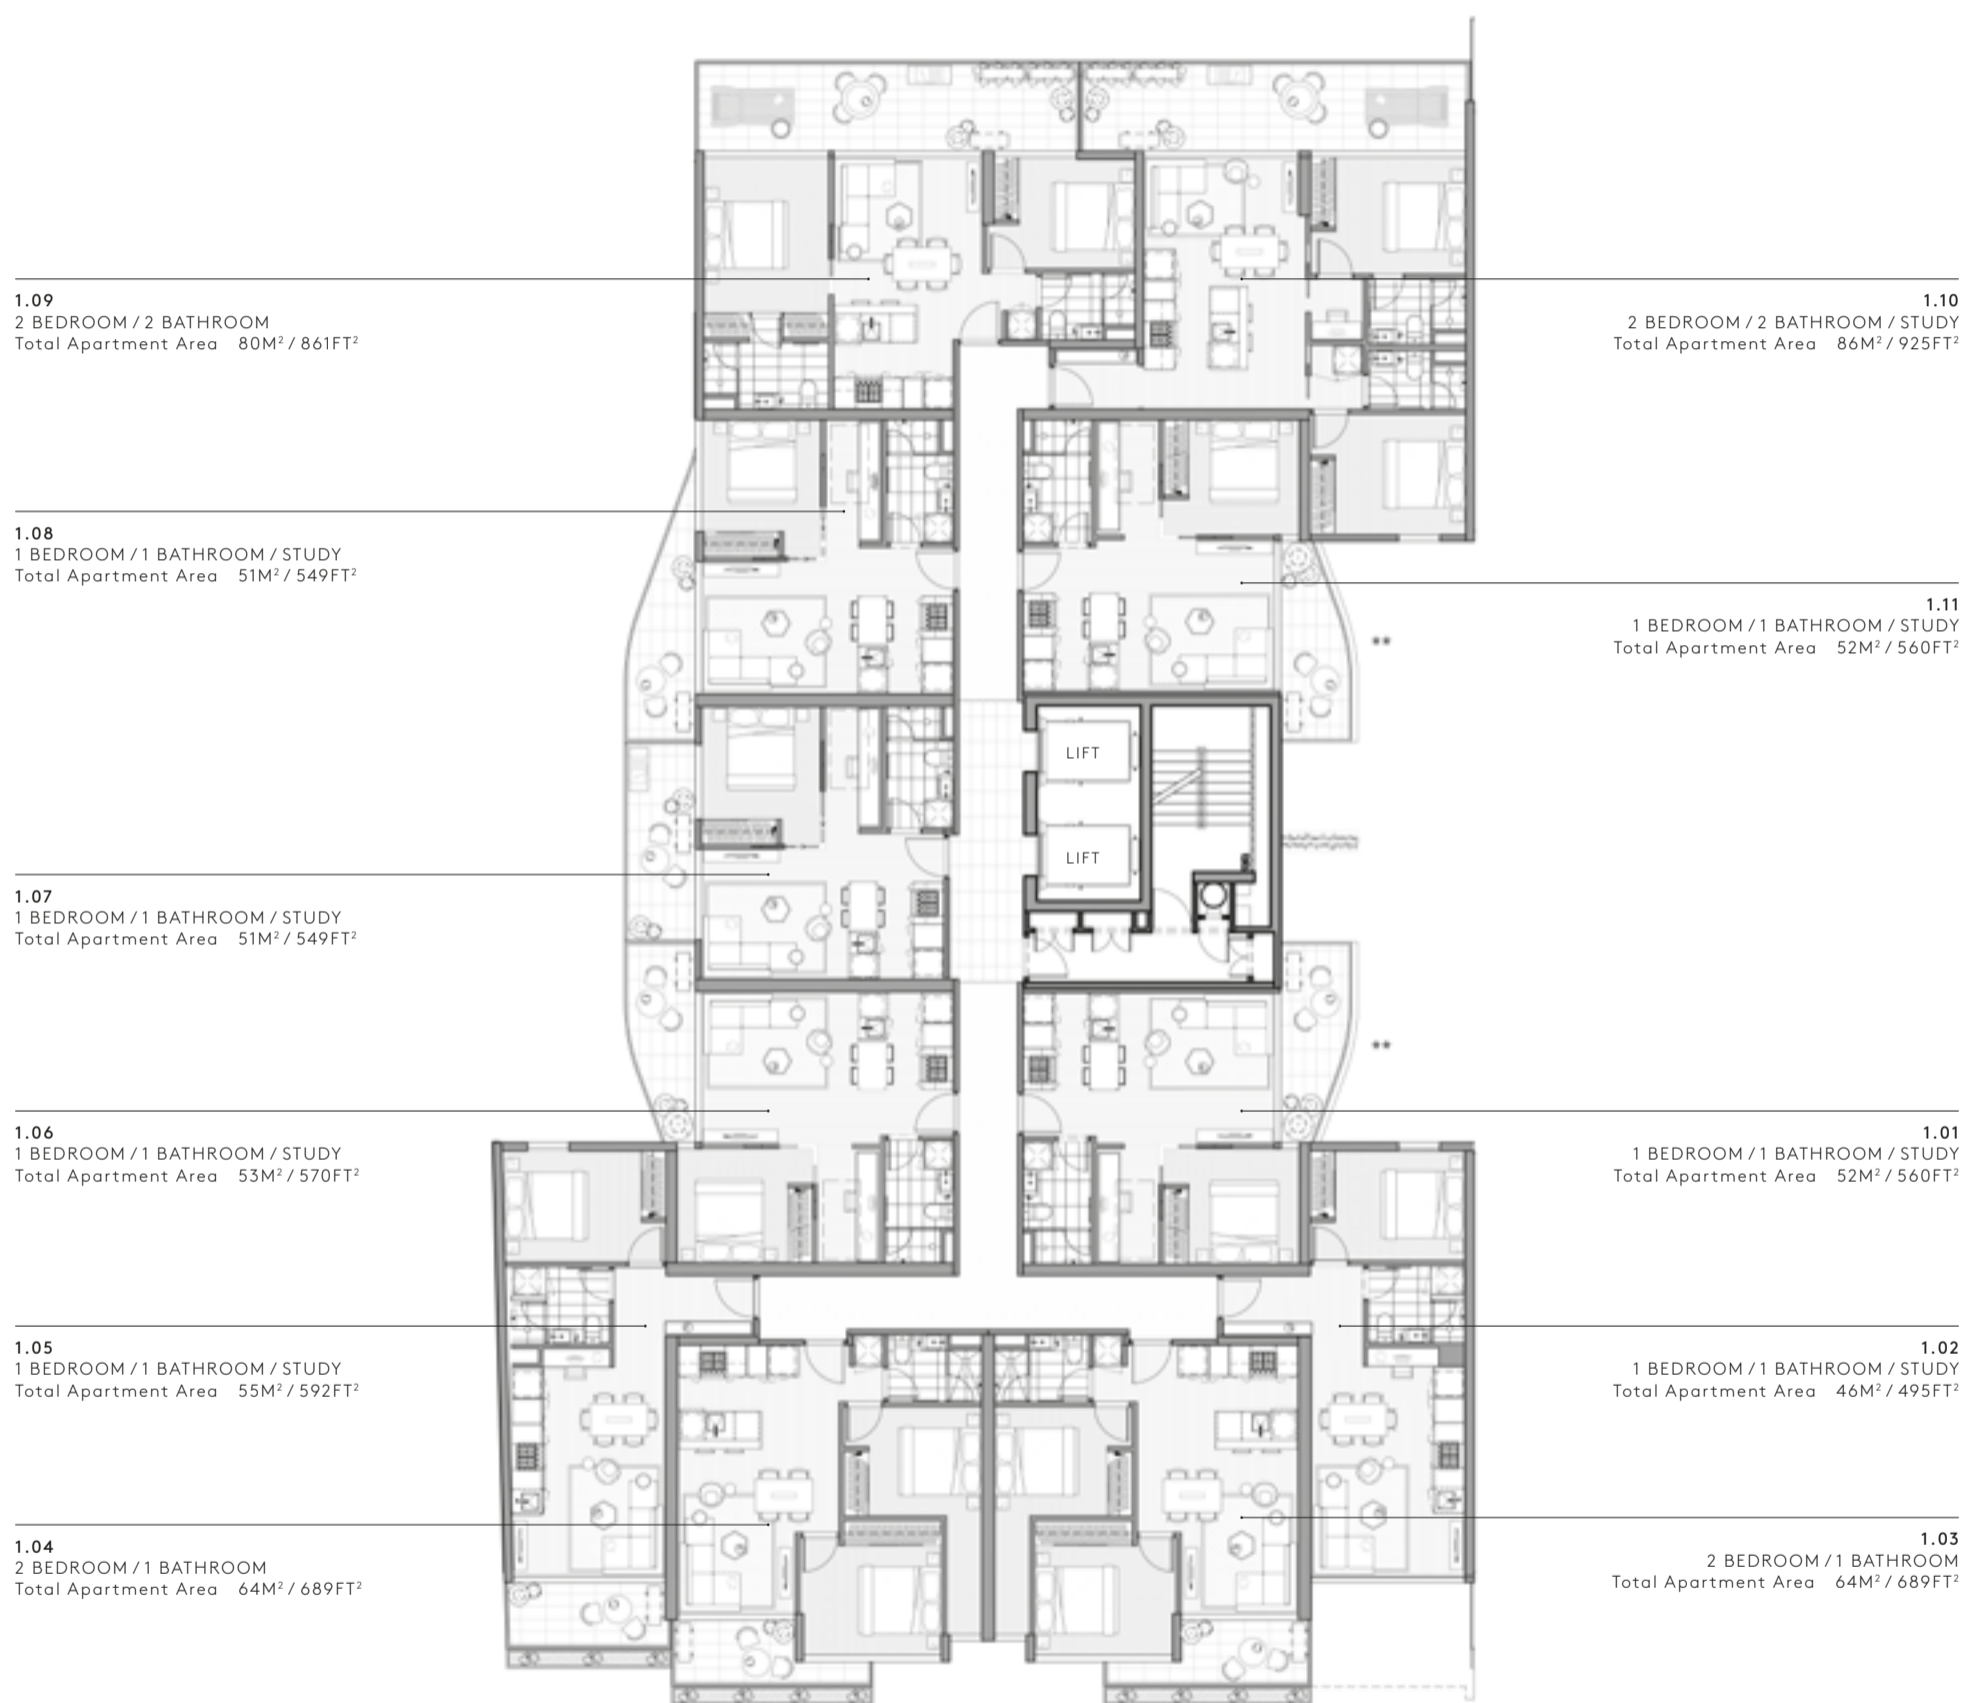 1.09
2 BEDROOM / 2 BATHROOM
Total Apartment Area 80M² / 861FT²
1.10
2 BEDROOM / 2 BATHROOM / STUDY
Total Apartment Area 86M² / 925FT²
1.08
1 BEDROOM / 1 BATHROOM / STUDY
Total Apartment Area 51M² / 549FT²
1.11
1 BEDROOM / 1 BATHROOM / STUDY
Total Apartment Area 52M² / 560FT²
**
LIFT
LIFT
1.07
1 BEDROOM / 1 BATHROOM / STUDY
Total Apartment Area 51M² / 549FT²
**
1.06
1 BEDROOM / 1 BATHROOM / STUDY
Total Apartment Area 53M² / 570FT²
1.01
1 BEDROOM / 1 BATHROOM / STUDY
Total Apartment Area 52M² / 560FT²
1.05
1 BEDROOM / 1 BATHROOM / STUDY
Total Apartment Area 55M² / 592FT²
1.02
1 BEDROOM / 1 BATHROOM / STUDY
Total Apartment Area 46M² / 495FT²
1.04
2 BEDROOM / 1 BATHROOM
Total Apartment Area 64M² / 689FT²
1.03
2 BEDROOM / 1 BATHROOM
Total Apartment Area 64M² / 689FT²